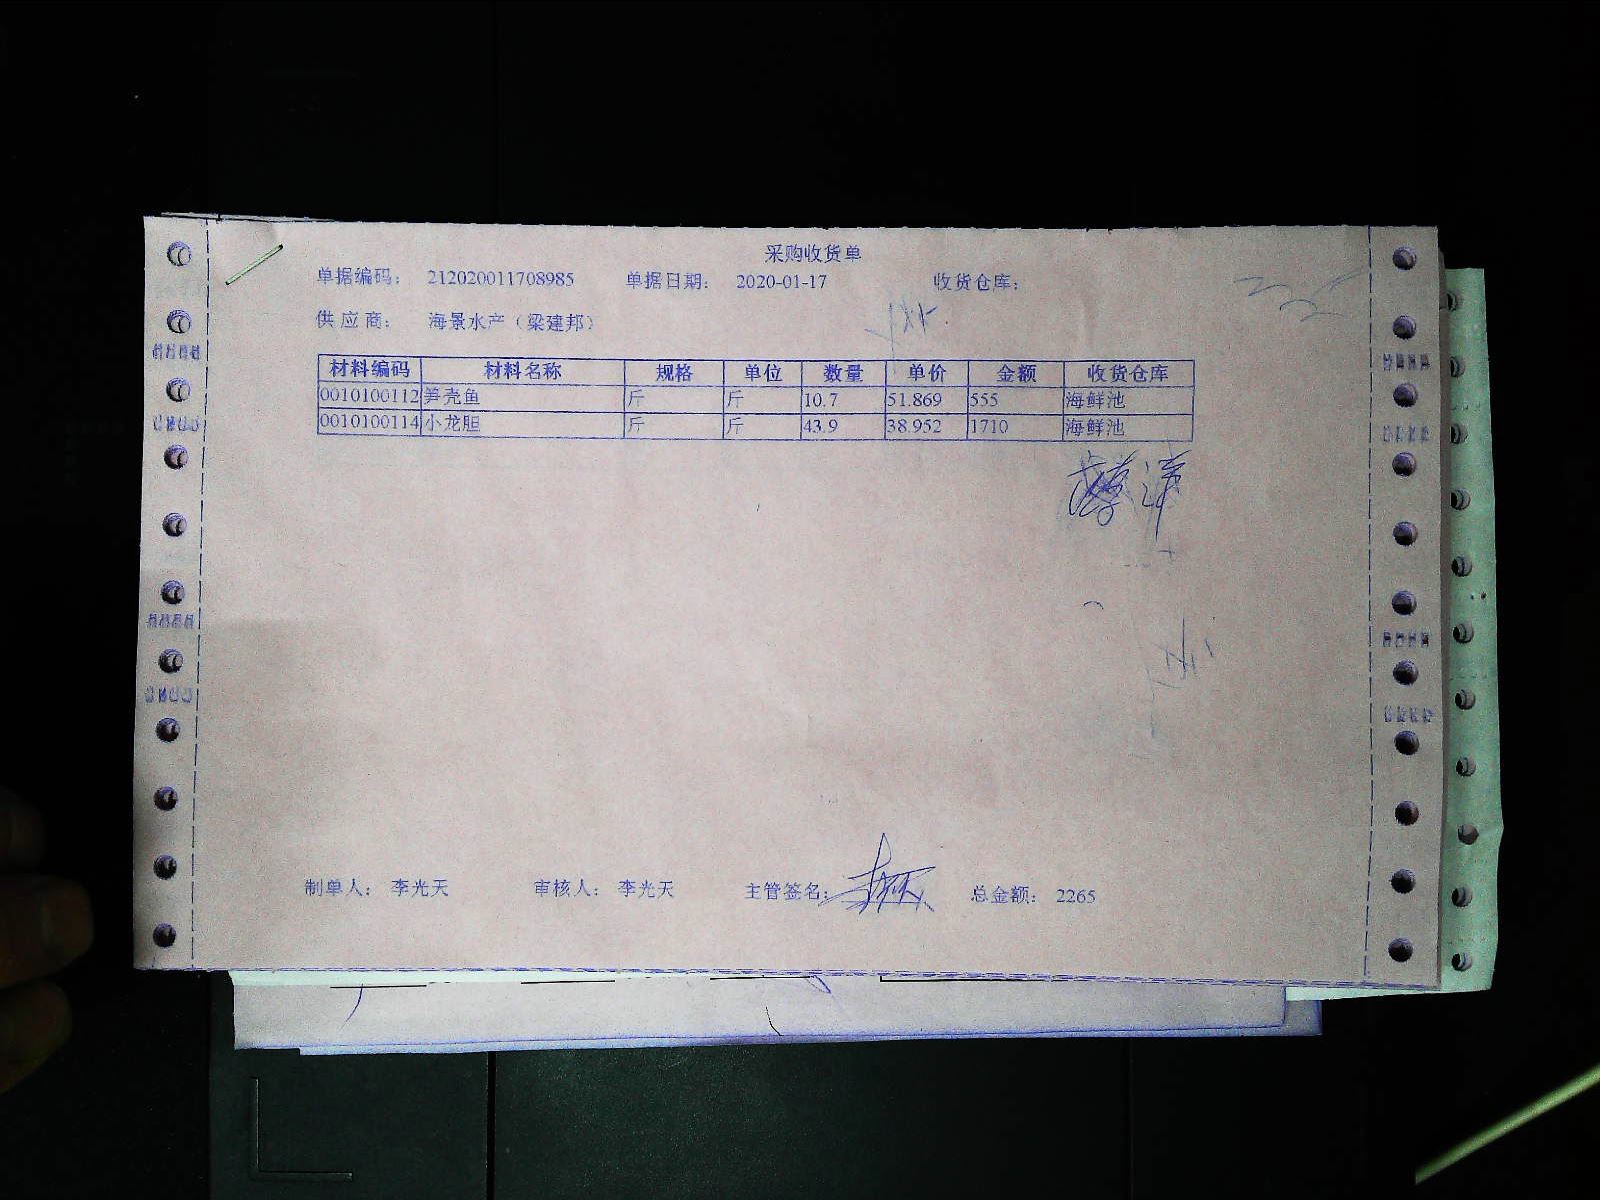 采购收货单
单据编码： 212020011708985 单据日期： 2020-01-17 收货仓库：
供 应 商： 海景水产（梁建邦）
材料编码 材料名称 规格 单位 数量 单价 金额 收货仓库
0010100112 笋壳鱼 斤 斤 10.7 51.869 555 海鲜池
0010100114 小龙胆 斤 斤 43.9 38.952 1710 海鲜池
制单人： 李光天 审核人： 李光天 主管签名： 总金额： 2265